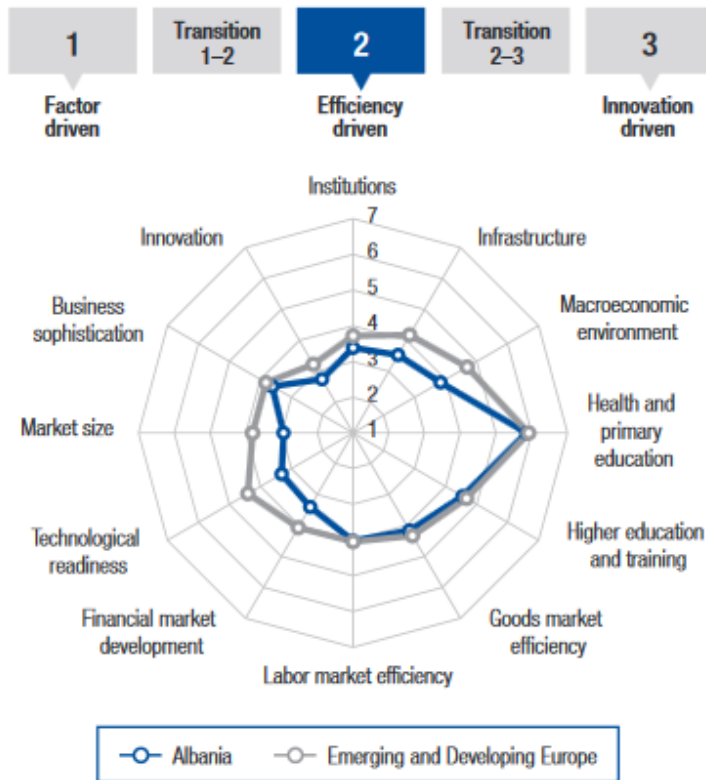 1
Transition
1–2
2
Transition
2–3
3
Factor
driven
Efficiency
driven
Innovation
driven
Institutions
Innovation
Infrastructure
Business
sophistication
Macroeconomic
environment
Market size
Health and
primary
education
Technological
readiness
Higher education
and training
Financial market
development
Goods market
efficiency
Labor market efficiency
7
6
5
4
3
2
1
Albania
Emerging and Developing Europe